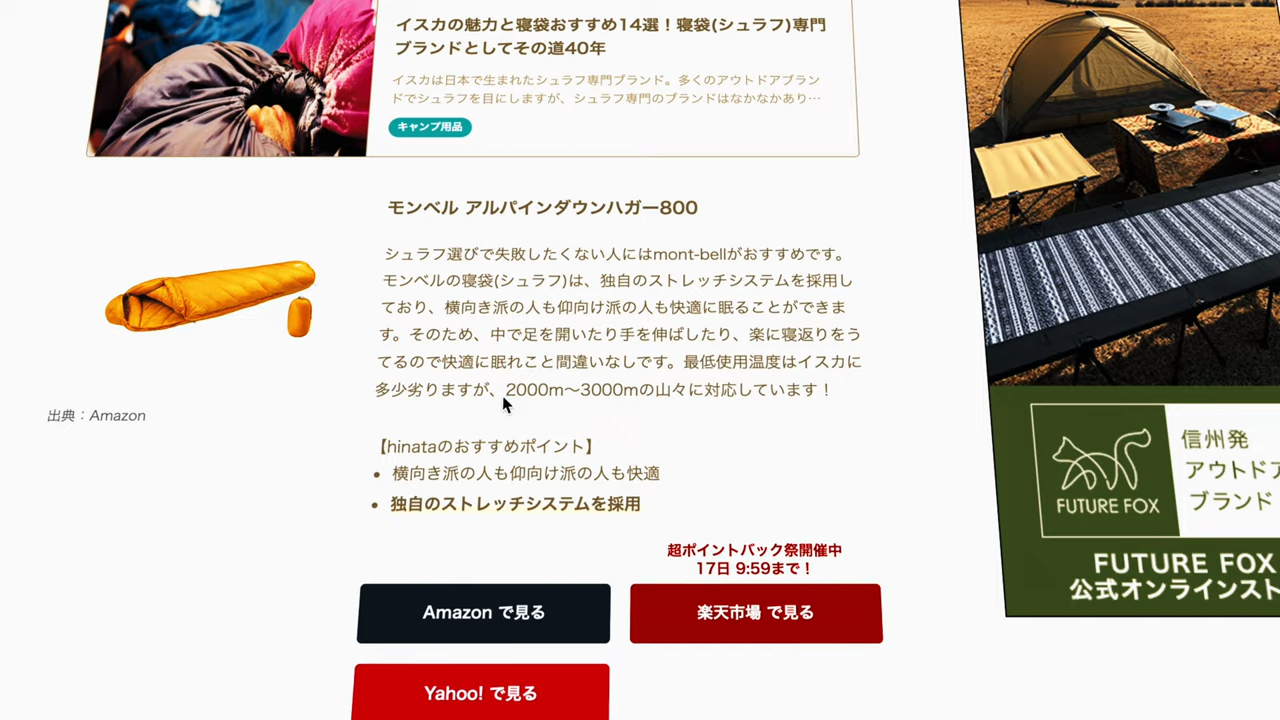 イスカの魅力と寝袋おすすめ14選！寝袋(シュラフ)専門
ブランドとしてその道40年
イスカは日本で生まれたシュラフ専門ブランド。多くのアウトドアブラン
ドでシュラフを目にしますが、シュラフ専門のブランドはなかなかあり…
キャンプ用品
モンベル アルパインダウンハガー800
シュラフ選びで失敗したくない人にはmont-bellがおすすめです。
モンベルの寝袋(シュラフ)は、独自のストレッチシステムを採用し
ており、横向き派の人も仰向け派の人も快適に眠ることができま
す。そのため、中で足を開いたり手を伸ばしたり、楽に寝返りをう
てるので快適に眠れこと間違いなしです。最低使用温度はイスカに
多少劣りますが、2000m〜3000mの山々に対応しています！
出典：Amazon
【hinataのおすすめポイント】
• 横向き派の人も仰向け派の人も快適
• 独自のストレッチシステムを採用
超ポイントバック祭開催中
17日 9:59まで！
Amazon で見る
楽天市場 で見る
Yahoo! で見る
信州発
アウトドア
ブランド
FUTURE FOX
FUTURE FOX
公式オンラインスト